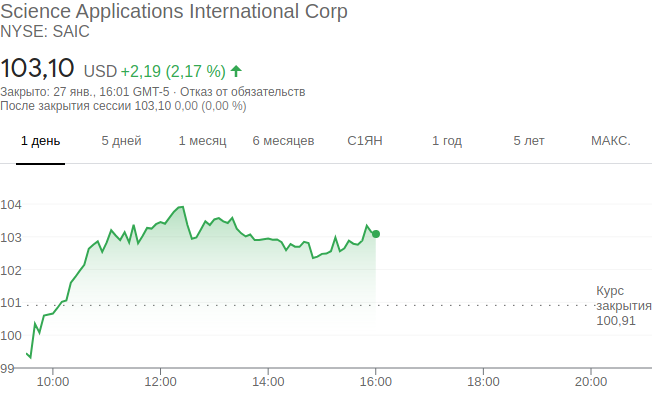 Science Applications International Corp
NYSE: SAIC
103,10 USD +2,19 (2,17 %)
Закрыто: 27 янв., 16:01 GMT-5 · Отказ от обязательств
После закрытия сессии 103,10 0,00 (0,00 %)
1 день 5 дней 1 месяц 6 месяцев С1ЯН 1 год 5 лет МАКС.
104
103
102
101
100
99
Курс
закрытия
100,91
10:00 12:00 14:00 16:00 18:00 20:00